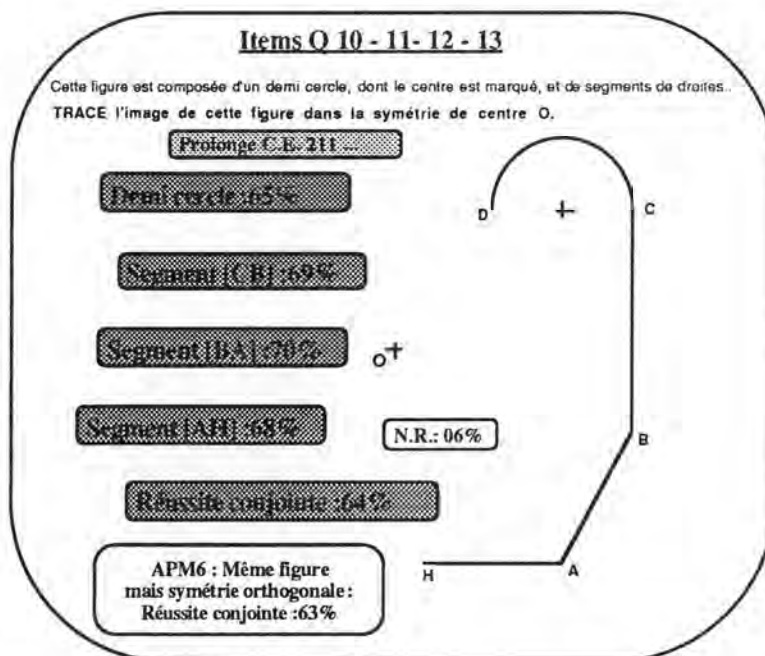 Items Q 10 - 11- 12 - 13
Cette figure est composée d'un demi cercle, dont le centre est marqué, et de segments de droites..
TRACE l'image de cette figure dans la symétrie de centre O.
Prolonge C.E. 211 ...
Demi cercle :65%
D
C
Segment [CB] :69%
Segment [BA] :70%
O
Segment [AH] :68%
N.R.: 06%
B
Réussite conjointe :64%
APM6 : Même figure
mais symétrie orthogonale :
Réussite conjointe :63%
H
A